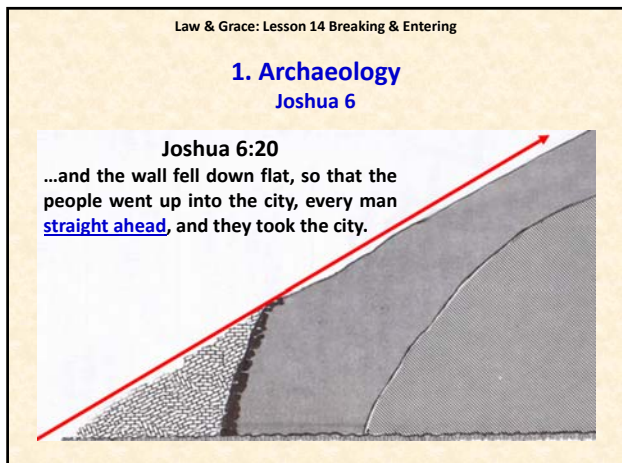 Law & Grace: Lesson 14 Breaking & Entering
1. Archaeology
Joshua 6
Joshua 6:20
…and the wall fell down flat, so that the
people went up into the city, every man
straight ahead, and they took the city.